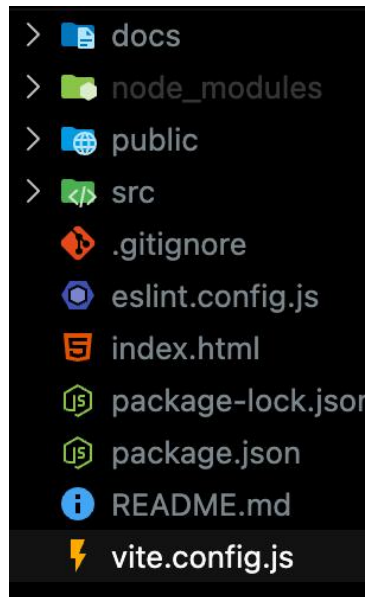 docs
node_modules
public
src
.gitignore
eslint.config.js
index.html
package-lock.json
package.json
README.md
vite.config.js